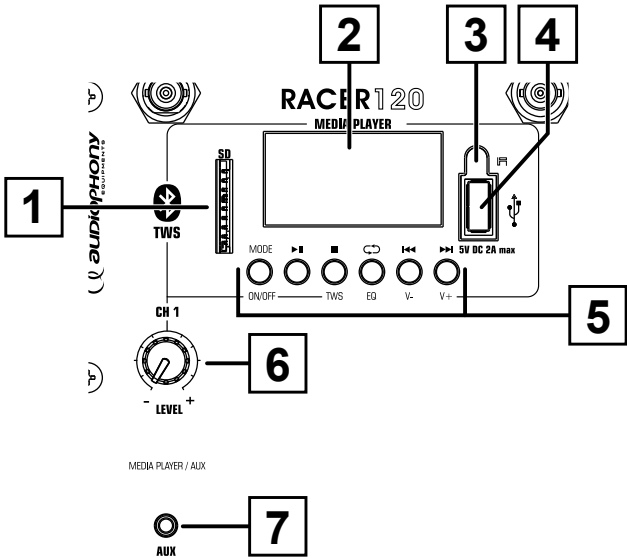 2
3
4
RACER120
MEDIA PLAYER
SD
1
audiophony
EQUIPMENTS
TWS
5V DC 2A max
MODE
ON/OFF
TWS
EQ
V-
V+
5
CH 1
6
- LEVEL +
MEDIA PLAYER / AUX
7
AUX